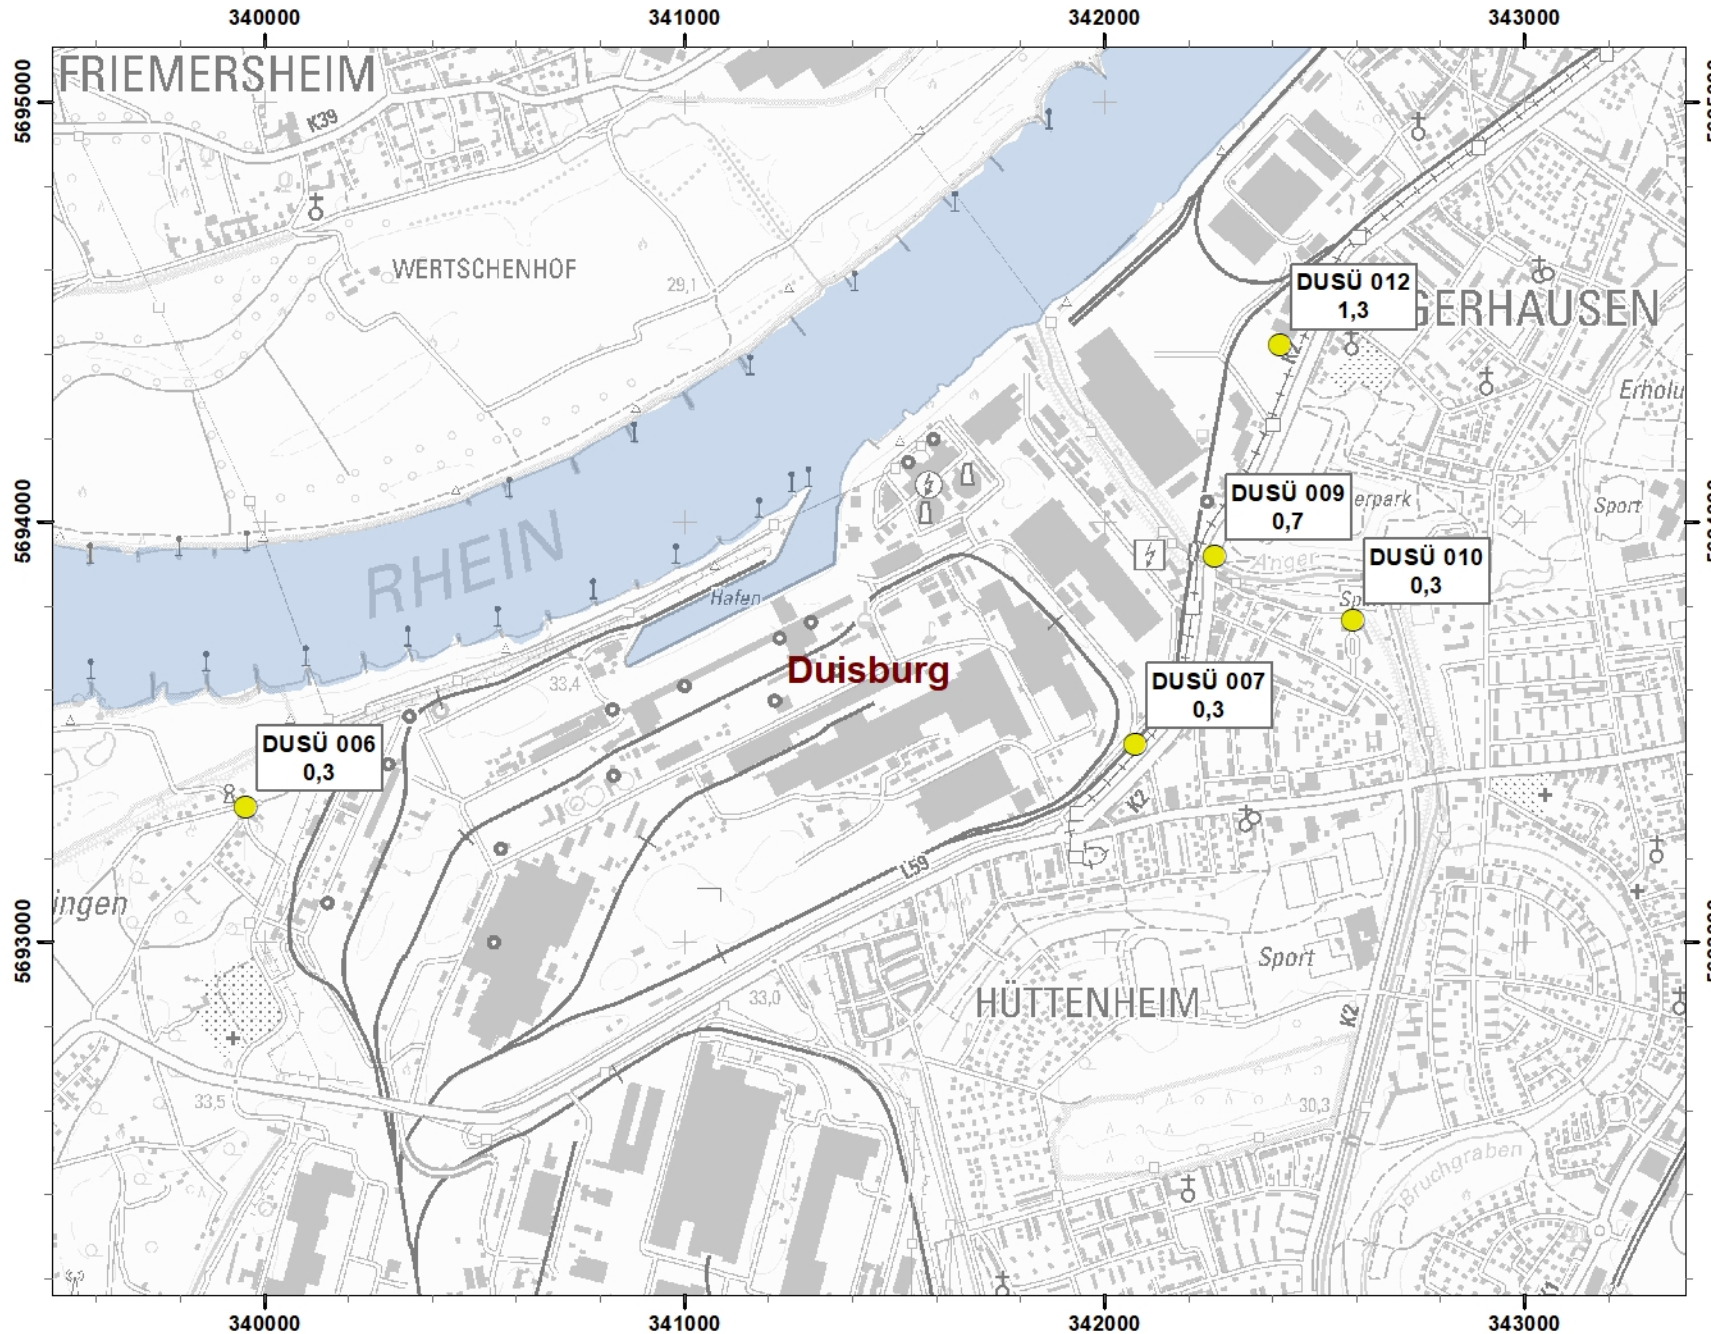 340000
341000
342000
343000
FRIEMERSHEIM
5695000
K39
WERTSCHENHOF
29,1
DUSÜ 012
1,3
GERHAUSEN
Erholu
DUSÜ 009
0,7
erpark
Sport
5694000
RHEIN
Anger
DUSÜ 010
0,3
Hafen
Duisburg
33,4
DUSÜ 007
0,3
DUSÜ 006
0,3
K2
L59
ingen
5693000
Sport
33,0
HÜTTENHEIM
K2
33,5
30,3
Bruchgraben
340000
341000
342000
343000